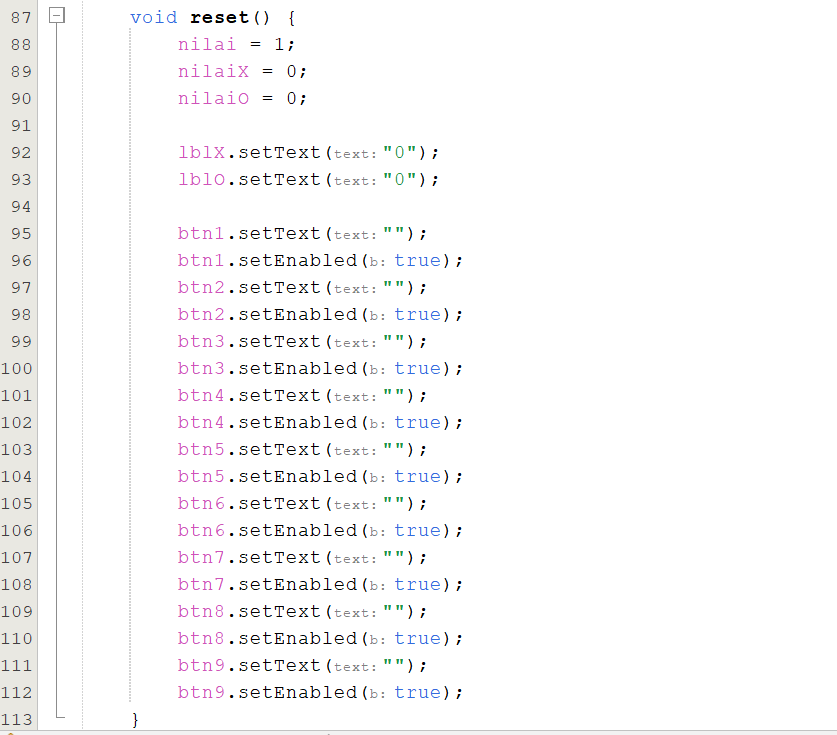 87 void reset() {
88 nilai = 1;
89 nilaiX = 0;
90 nilaiO = 0;
91
92 lblX.setText(text: "0");
93 lblO.setText(text: "0");
94
95 btn1.setText(text: "");
96 btn1.setEnabled(b: true);
97 btn2.setText(text: "");
98 btn2.setEnabled(b: true);
99 btn3.setText(text: "");
100 btn3.setEnabled(b: true);
101 btn4.setText(text: "");
102 btn4.setEnabled(b: true);
103 btn5.setText(text: "");
104 btn5.setEnabled(b: true);
105 btn6.setText(text: "");
106 btn6.setEnabled(b: true);
107 btn7.setText(text: "");
108 btn7.setEnabled(b: true);
109 btn8.setText(text: "");
110 btn8.setEnabled(b: true);
111 btn9.setText(text: "");
112 btn9.setEnabled(b: true);
113 }